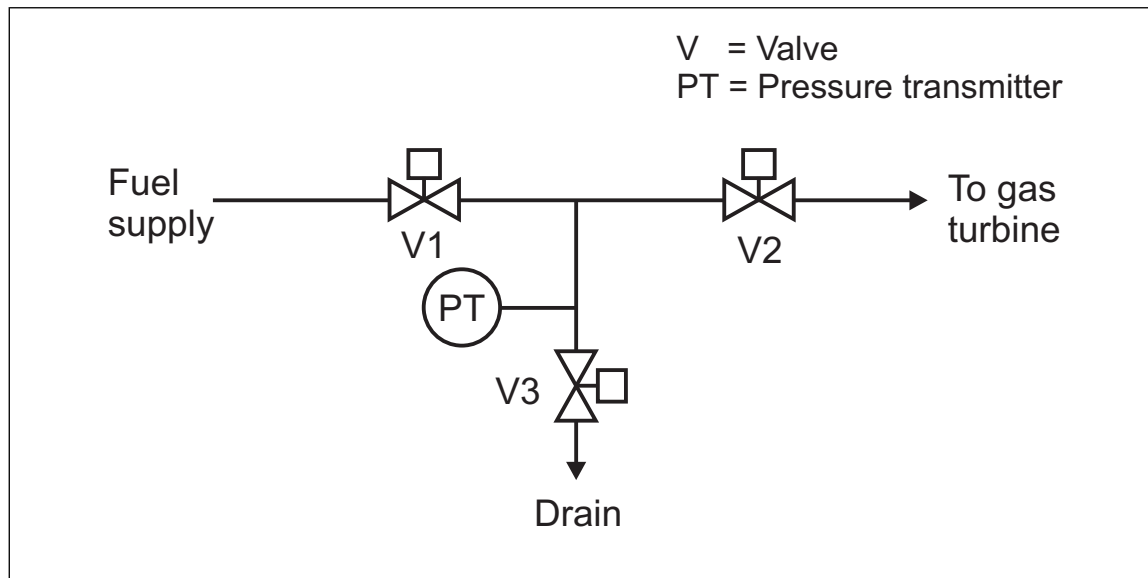 V = Valve
PT = Pressure transmitter
Fuel
supply
V1
V2
To gas
turbine
PT
V3
Drain